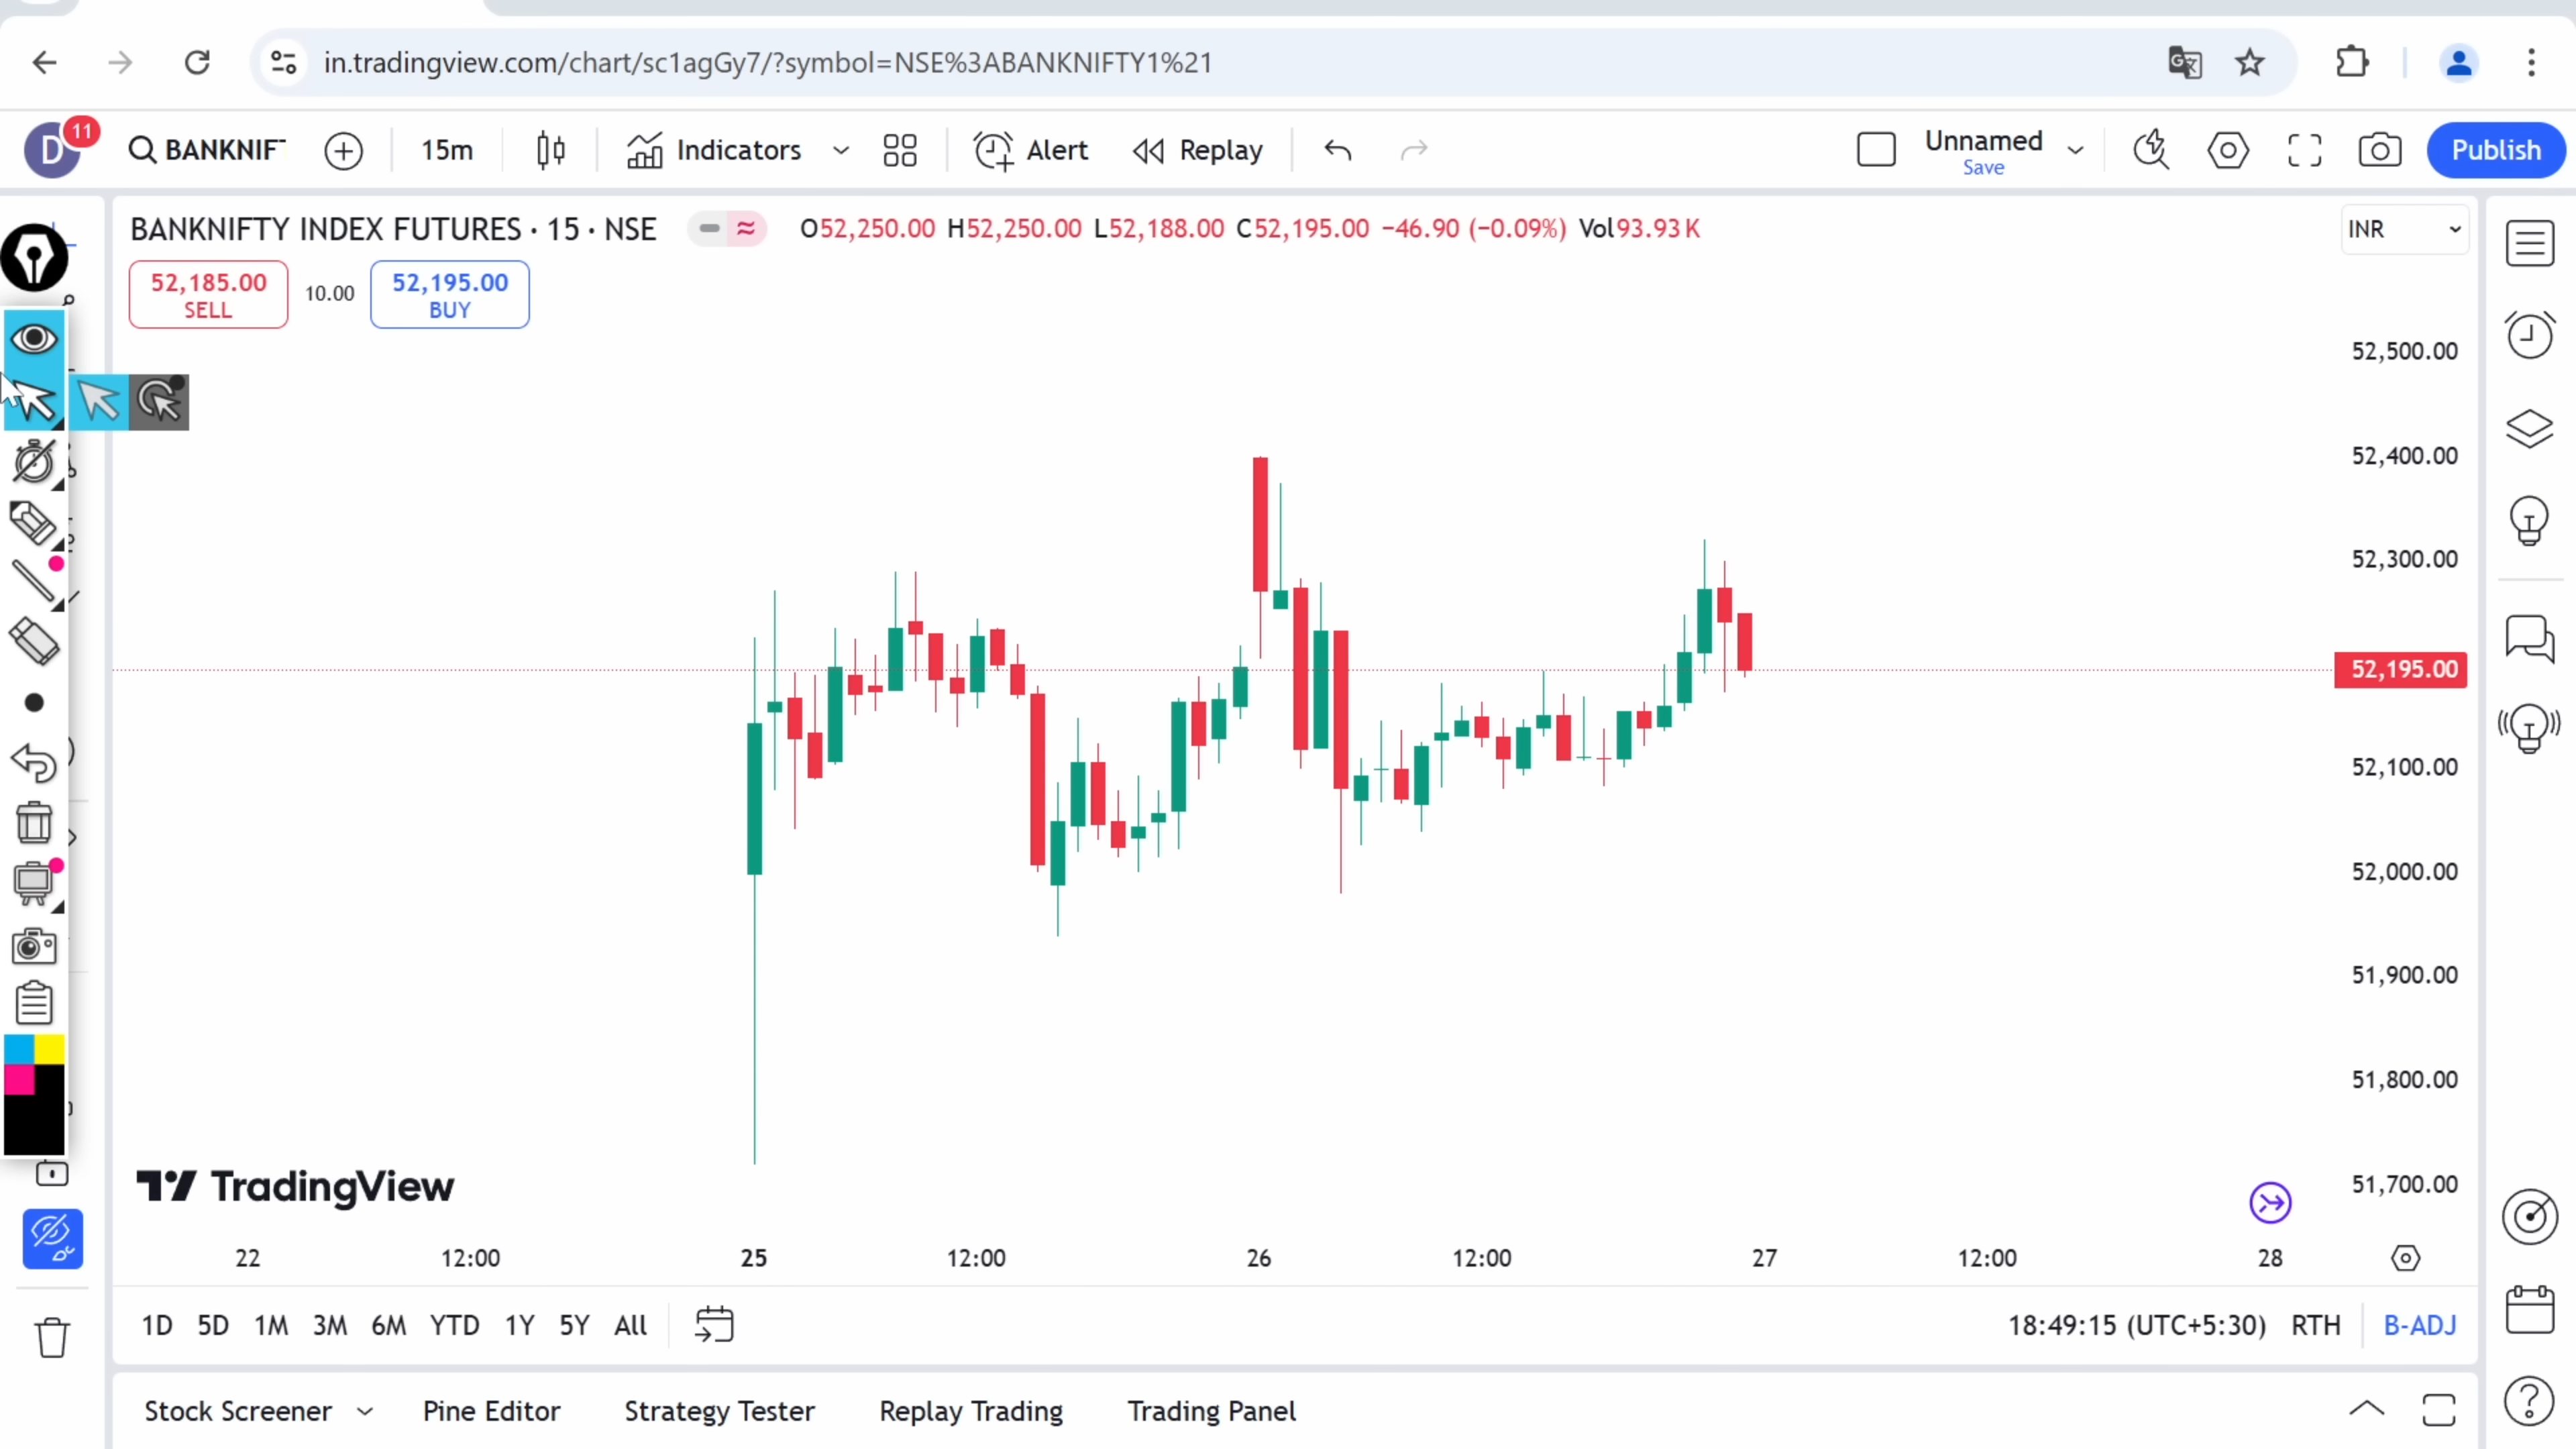 in.tradingview.com/chart/sc1agGy7/?symbol=NSE%3ABANKNIFTY1%21
D 11 BANKNIF 15m Indicators Alert Replay Unnamed Save Publish
BANKNIFTY INDEX FUTURES · 15 · NSE O52,250.00 H52,250.00 L52,188.00 C52,195.00 −46.90 (−0.09%) Vol93.93 K
INR
52,185.00 SELL 10.00 52,195.00 BUY
52,500.00
52,400.00
52,300.00
52,195.00
52,100.00
52,000.00
51,900.00
51,800.00
51,700.00
TradingView
22 12:00 25 12:00 26 12:00 27 12:00 28
1D 5D 1M 3M 6M YTD 1Y 5Y All 18:49:15 (UTC+5:30) RTH B-ADJ
Stock Screener Pine Editor Strategy Tester Replay Trading Trading Panel